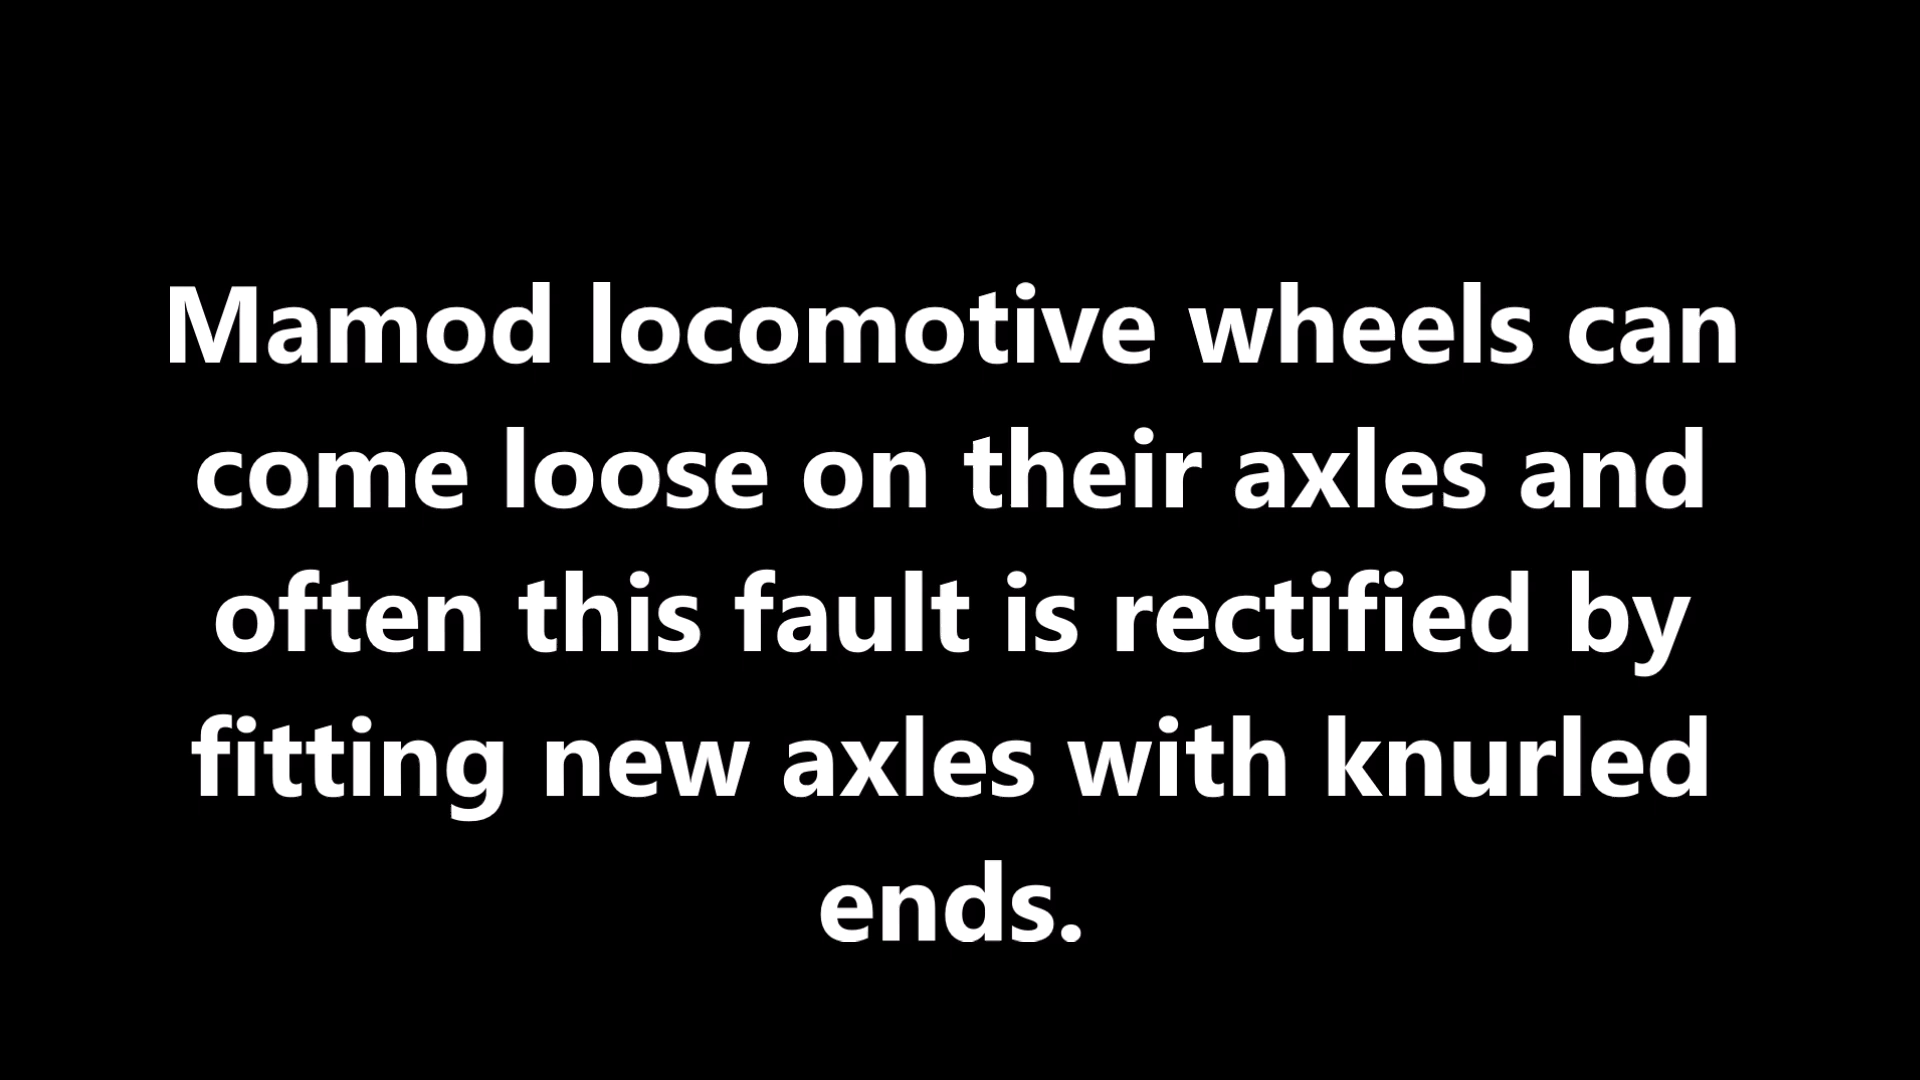 Mamod locomotive wheels can
come loose on their axles and
often this fault is rectified by
fitting new axles with knurled
ends.